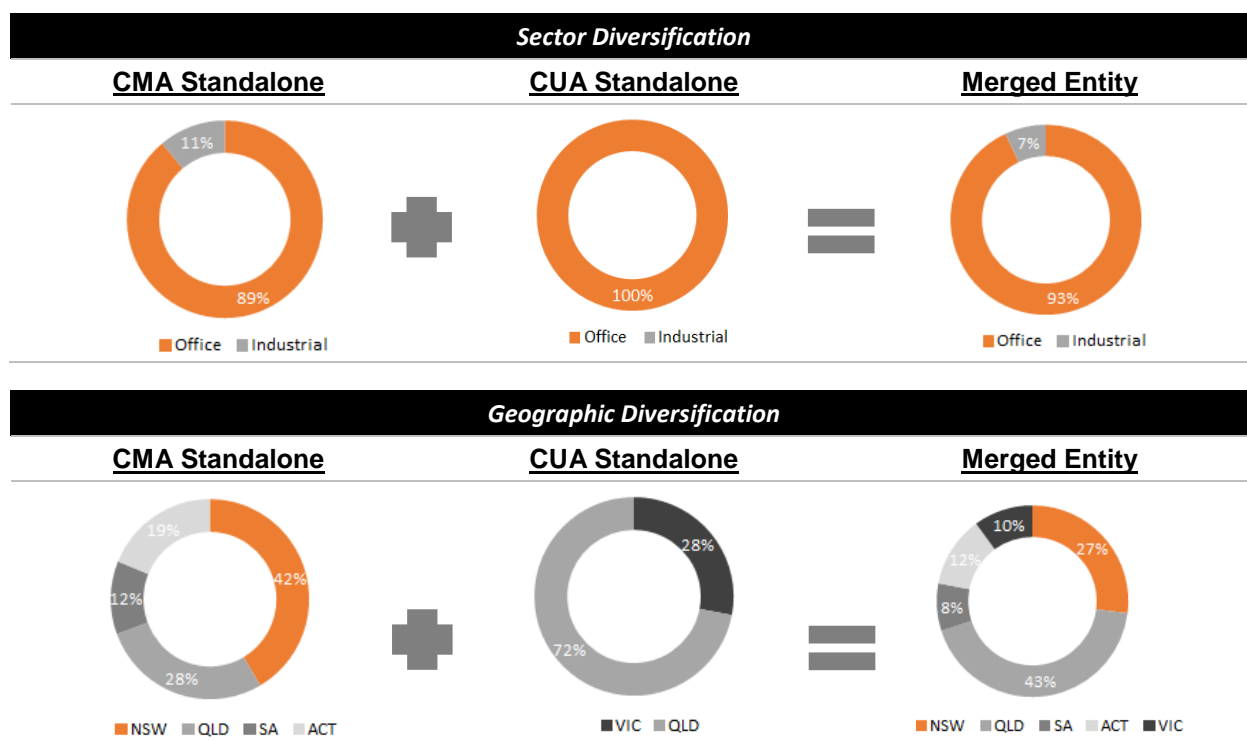 Sector Diversification
CMA Standalone CUA Standalone Merged Entity
11%
89%
Office Industrial
100%
Office Industrial
7%
93%
Office Industrial
Geographic Diversification
CMA Standalone CUA Standalone Merged Entity
19%
42%
12%
28%
NSW QLD SA ACT
28%
72%
VIC QLD
10%
27%
12%
8%
43%
NSW QLD SA ACT VIC